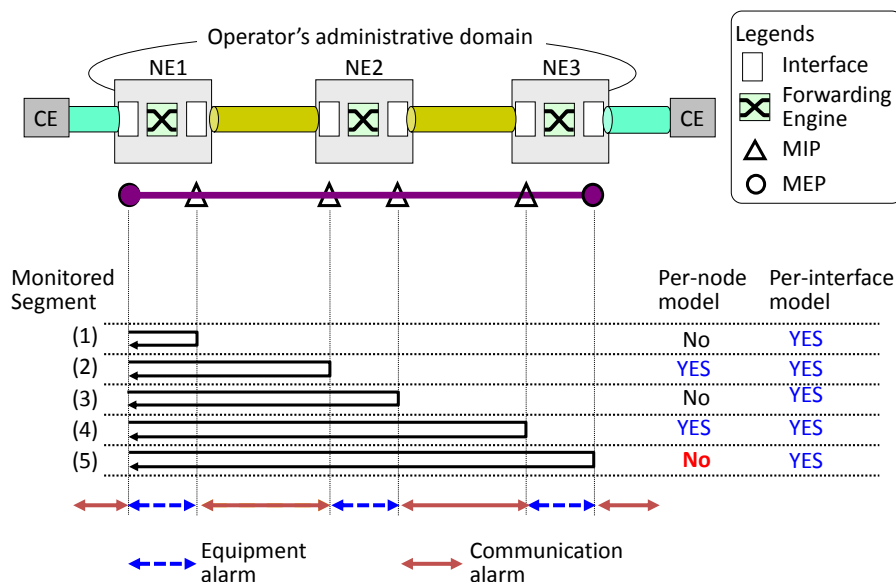 Operator's administrative domain
NE1
NE2
NE3
CE
CE
Legends
Interface
Forwarding
Engine
MIP
MEP
Monitored
Segment
Per-node
model
Per-interface
model
(1)
No
YES
(2)
YES
YES
(3)
No
YES
(4)
YES
YES
(5)
No
YES
Equipment
alarm
Communication
alarm